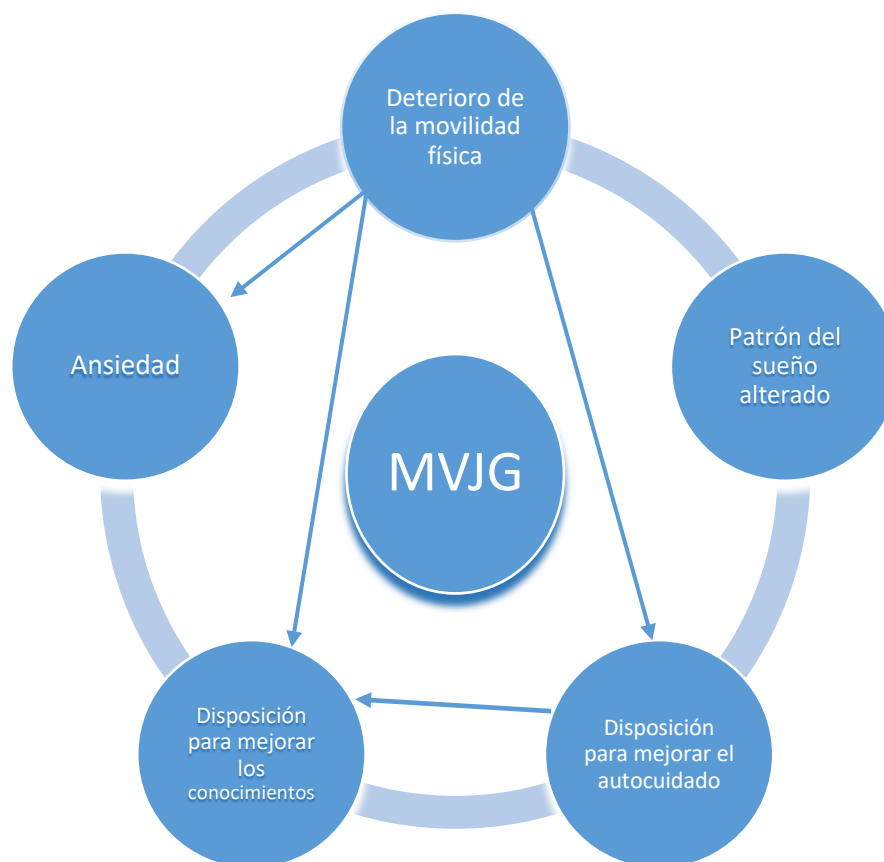 Deterioro de
la movilidad
física
Ansiedad
Patrón del
sueño
alterado
MVJG
Disposición
para mejorar
los
conocimientos
Disposición
para mejorar el
autocuidado